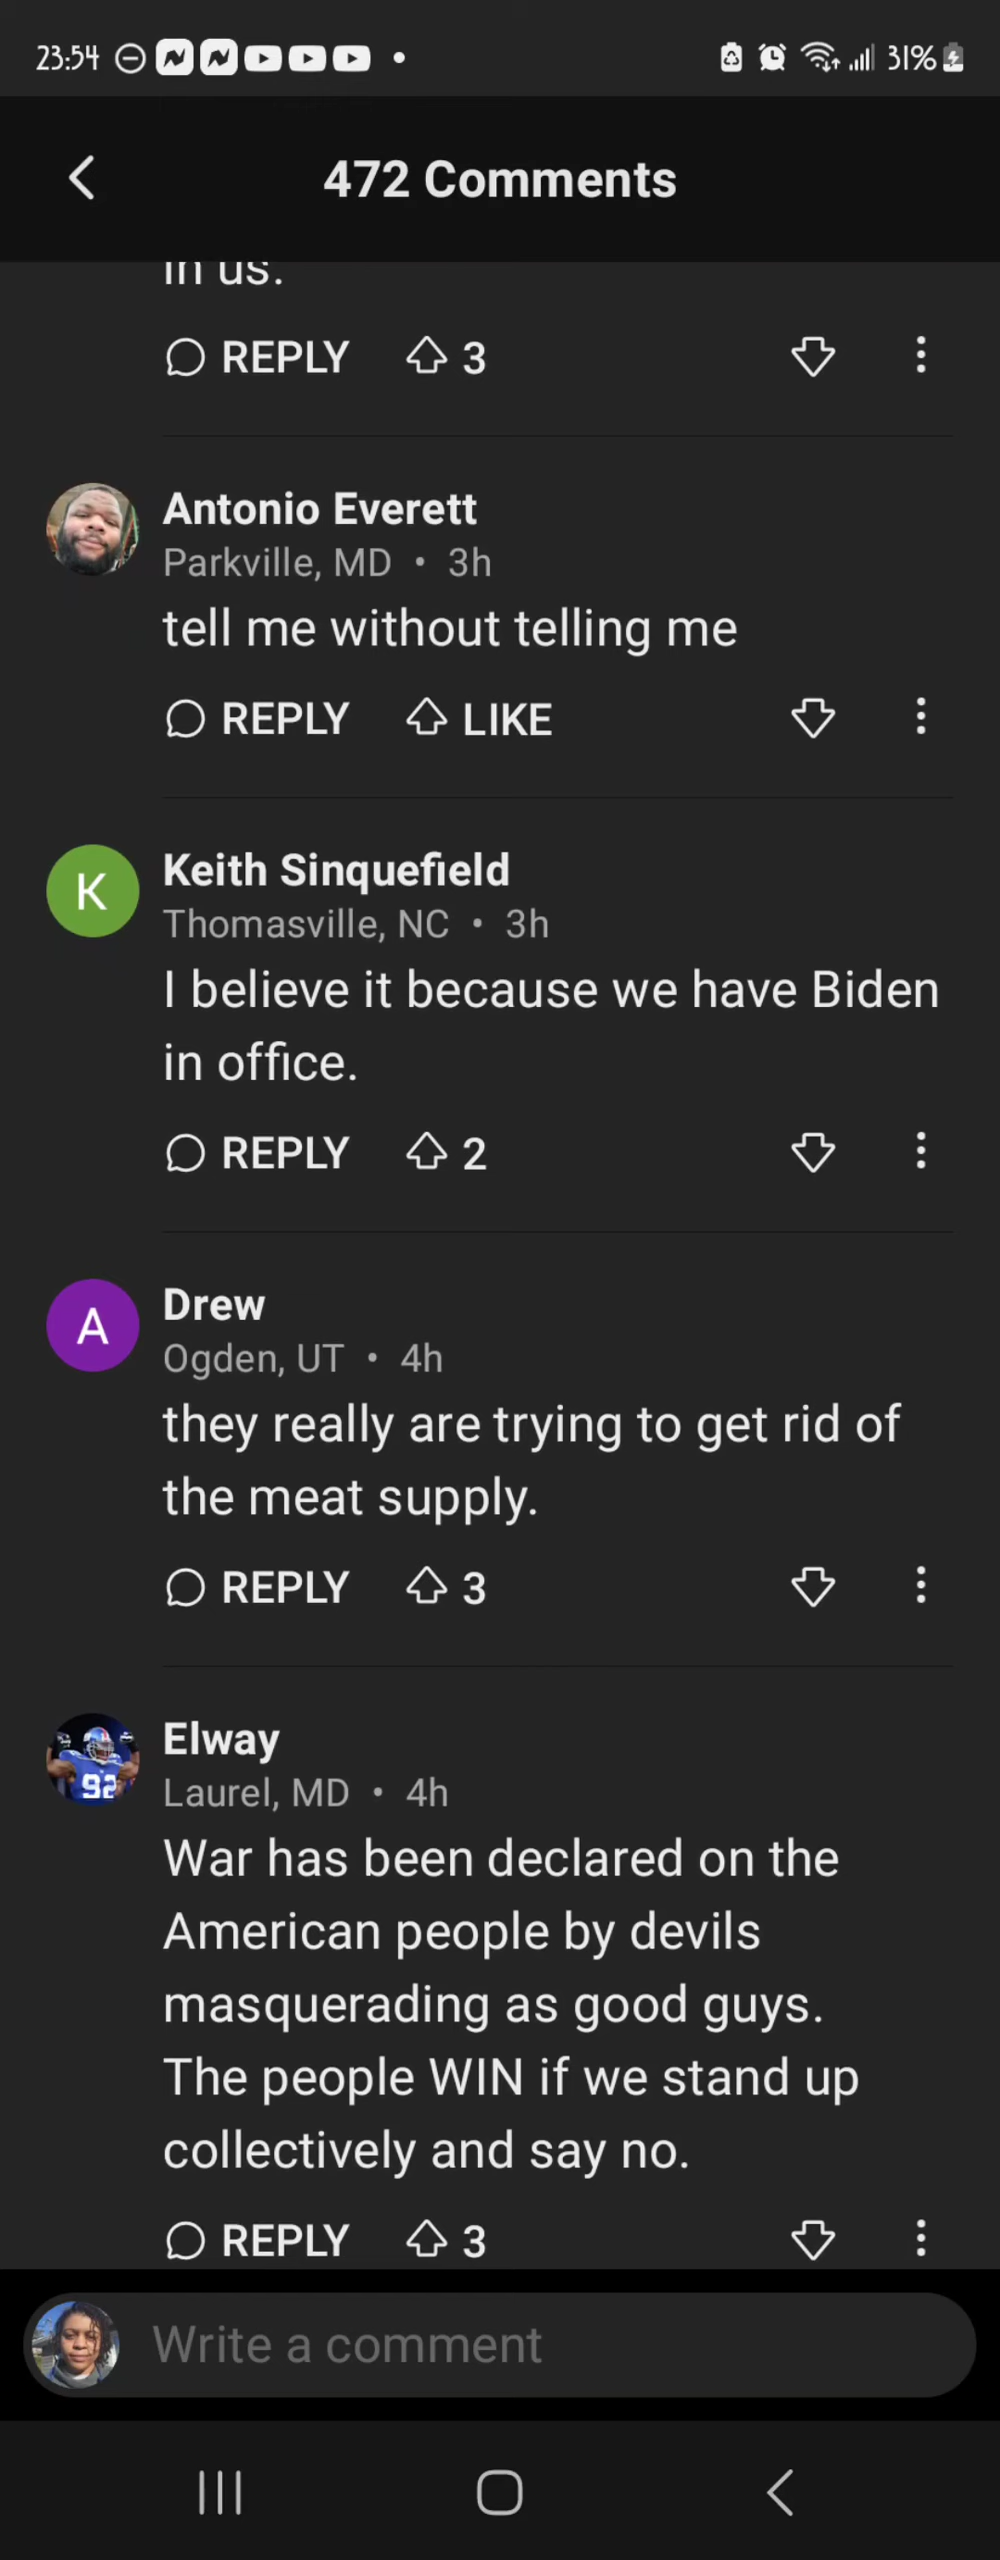 23:54
31%
472 Comments
in us.
REPLY 3
Antonio Everett
Parkville, MD • 3h
tell me without telling me
REPLY LIKE
K
Keith Sinquefield
Thomasville, NC • 3h
I believe it because we have Biden
in office.
REPLY 2
A
Drew
Ogden, UT • 4h
they really are trying to get rid of
the meat supply.
REPLY 3
92
Elway
Laurel, MD • 4h
War has been declared on the
American people by devils
masquerading as good guys.
The people WIN if we stand up
collectively and say no.
REPLY 3
Write a comment